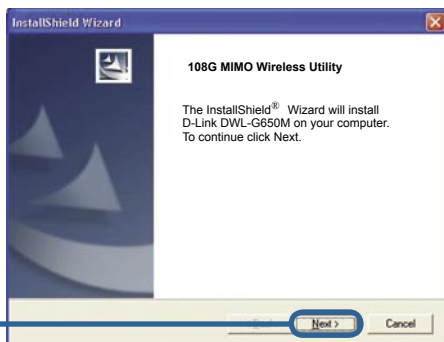 InstallShield Wizard
108G MIMO Wireless Utility
The InstallShield® Wizard will install
D-Link DWL-G650M on your computer.
To continue click Next.
Next >
Cancel